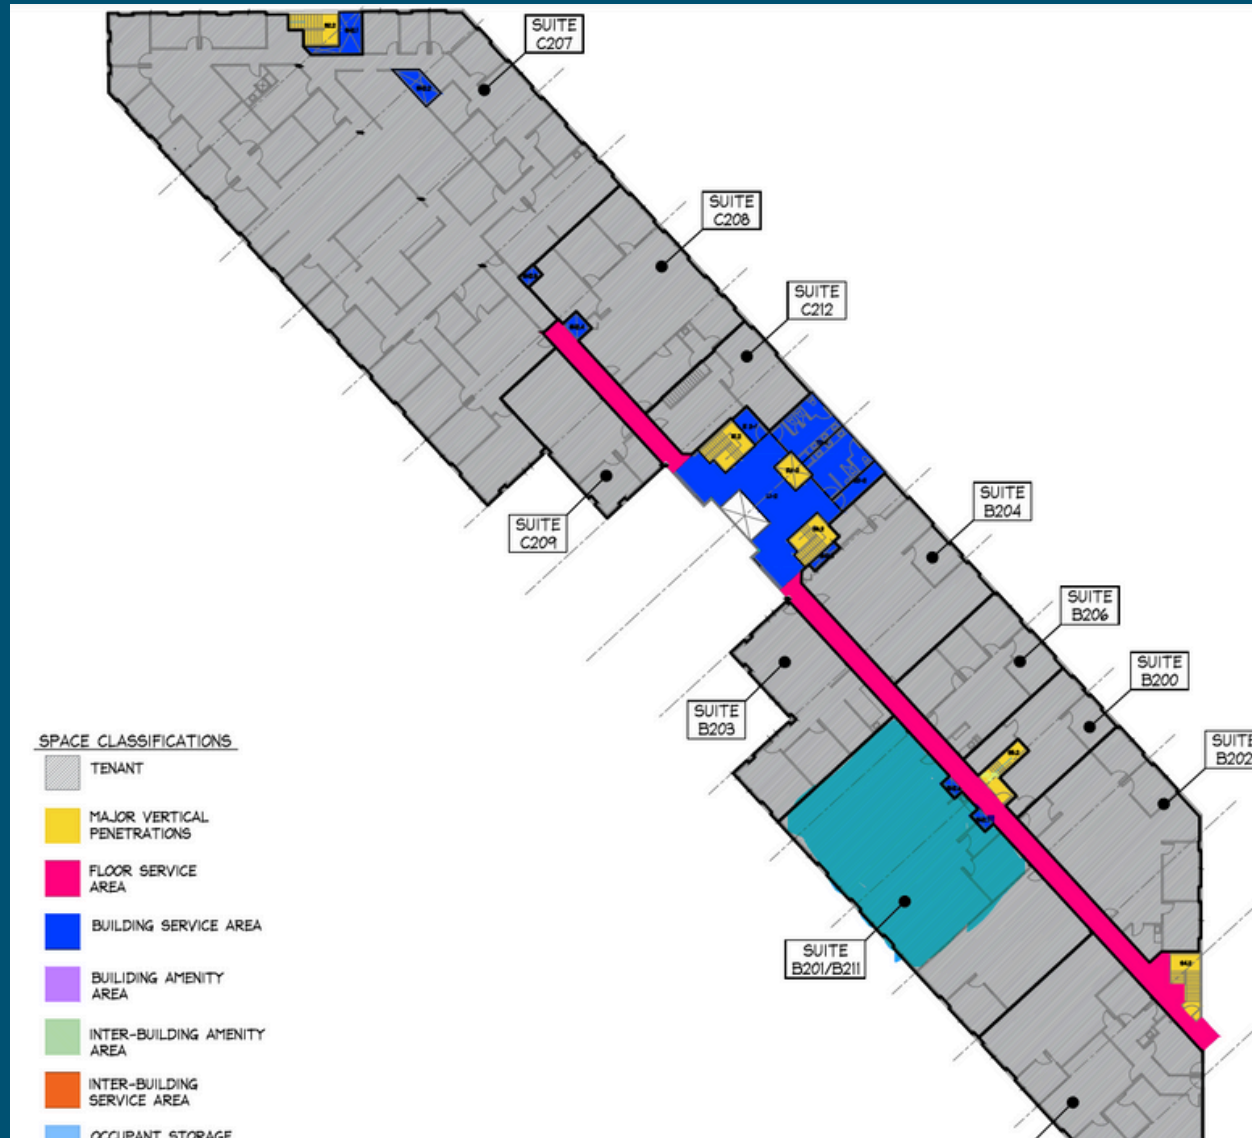 SUITE
C207
SUITE
C208
SUITE
C212
SUITE
B204
SUITE
C209
SUITE
B206
SUITE
B200
SUITE
B203
SUITE
B202
SUITE
B201/B211
SPACE CLASSIFICATIONS
TENANT
MAJOR VERTICAL
PENETRATIONS
FLOOR SERVICE
AREA
BUILDING SERVICE AREA
BUILIDING AMENITY
AREA
INTER-BUILDING AMENITY
AREA
INTER-BUILDING
SERVICE AREA
OCCUPANT STORAGE